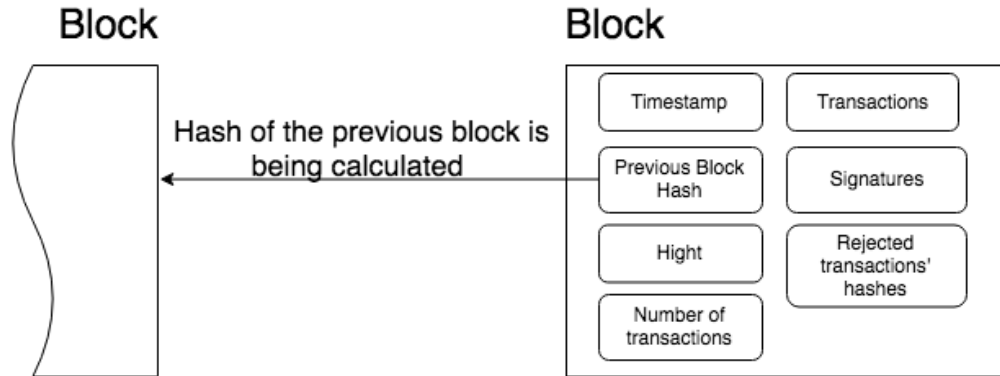 Block
Block
Hash of the previous block is
being calculated
Timestamp
Transactions
Previous Block
Hash
Signatures
Hight
Rejected
transactions'
hashes
Number of
transactions